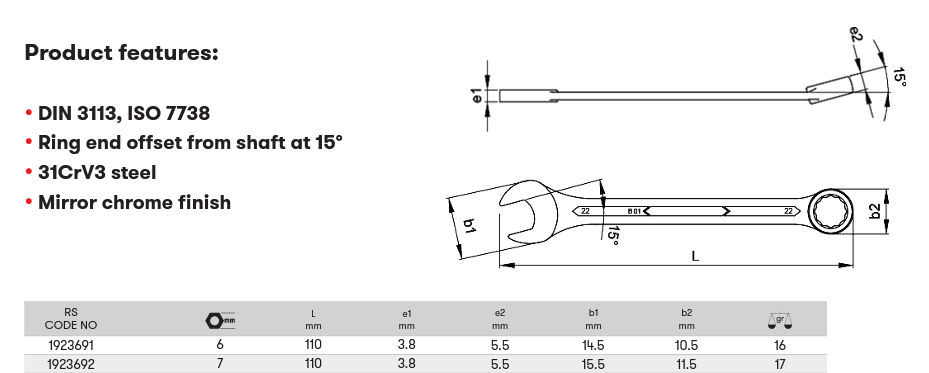 Product features:
• DIN 3113, ISO 7738
• Ring end offset from shaft at 15°
• 31CrV3 steel
• Mirror chrome finish
e1
e2
15°
b1
22
B01
22
15°
b2
L
RS CODE NO mm L mm e1 mm e2 mm b1 mm b2 mm gr
1923691 6 110 3.8 5.5 14.5 10.5 16
1923692 7 110 3.8 5.5 15.5 11.5 17